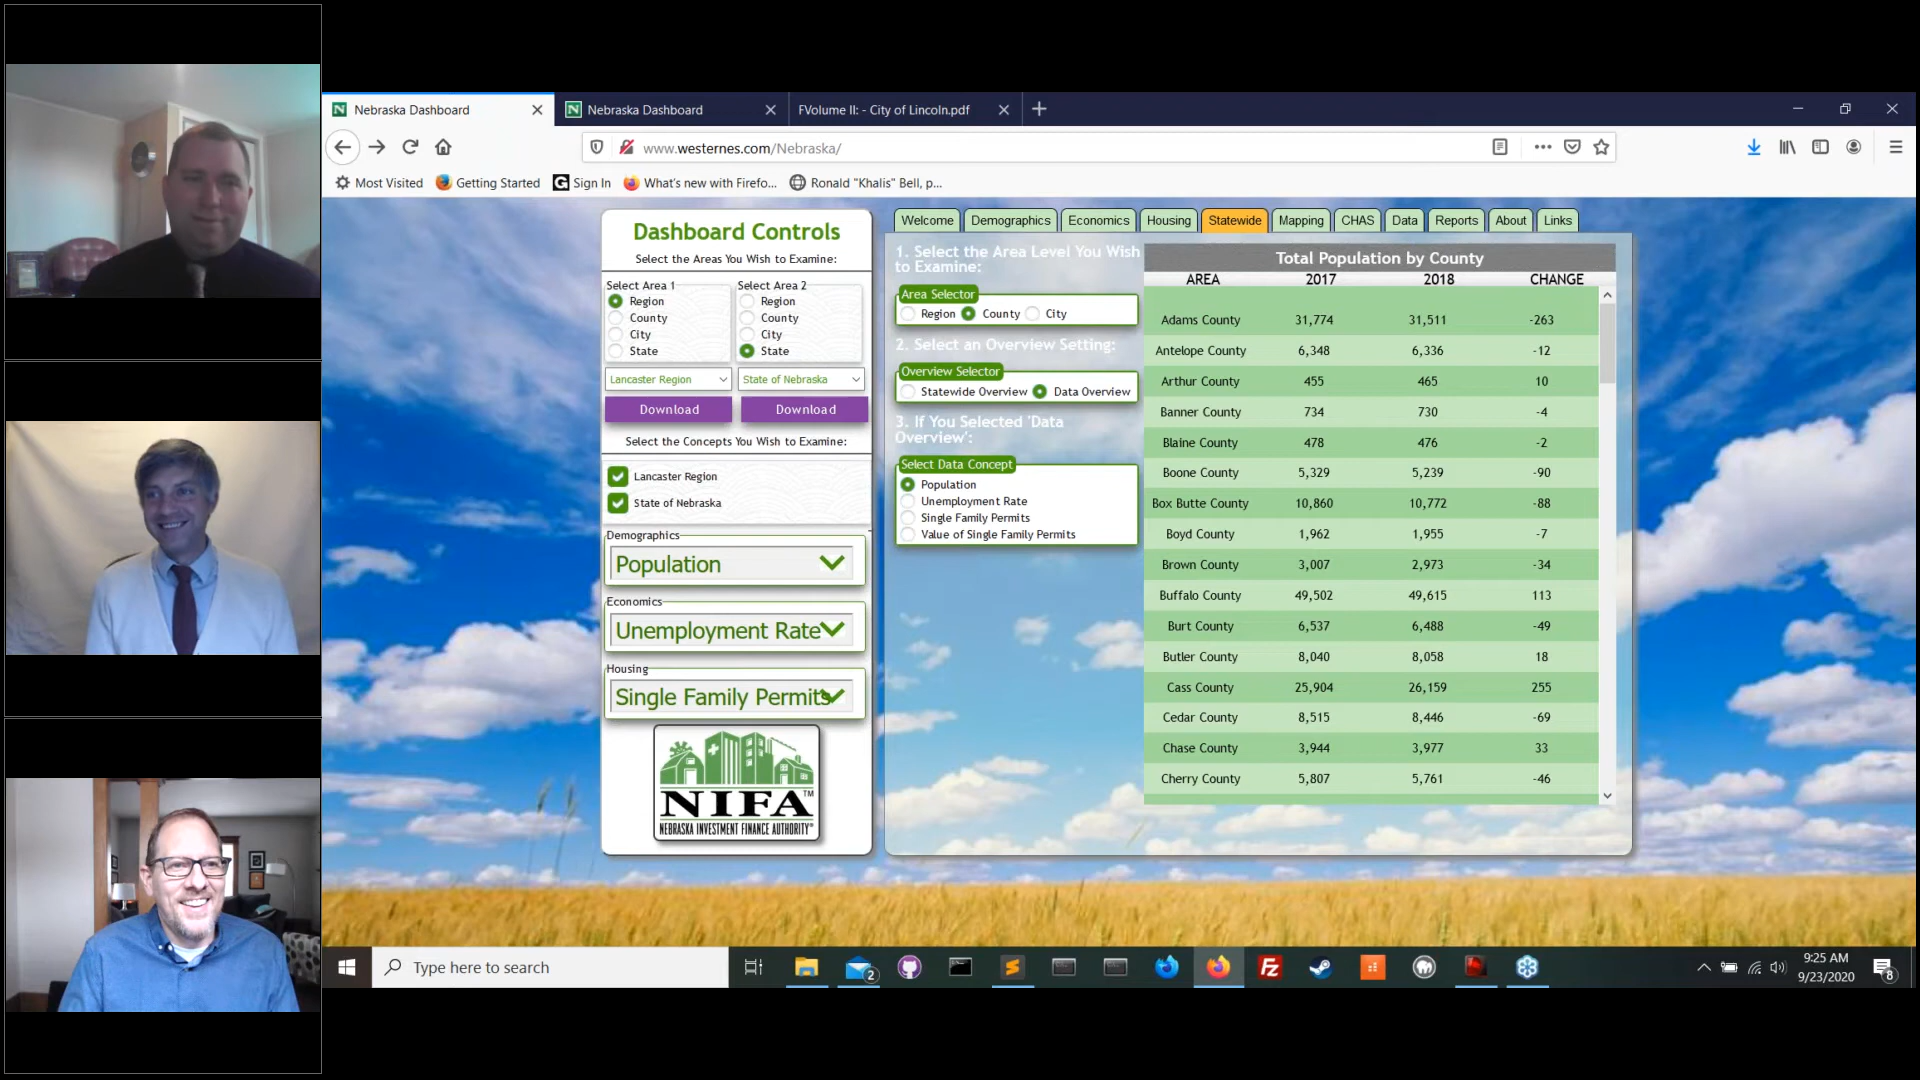 Nebraska Dashboard
Nebraska Dashboard
FVolume II: - City of Lincoln.pdf
www.westernes.com/Nebraska/
Most Visited
Getting Started
Sign In
What's new with Firefo...
Ronald "Khalis" Bell, p...
Dashboard Controls
Select the Areas You Wish to Examine:
Select Area 1
Region
County
City
State
Select Area 2
Region
County
City
State
Lancaster Region
State of Nebraska
Download
Download
Select the Concepts You Wish to Examine:
Lancaster Region
State of Nebraska
Demographics
Population
Economics
Unemployment Rate
Housing
Single Family Permits
NIFA™
NEBRASKA INVESTMENT FINANCE AUTHORITY
Welcome Demographics Economics Housing Statewide Mapping CHAS Data Reports About Links
1. Select the Area Level You Wish
to Examine:
Area Selector
Region County City
2. Select an Overview Setting:
Overview Selector
Statewide Overview Data Overview
3. If You Selected 'Data
Overview':
Select Data Concept
Population
Unemployment Rate
Single Family Permits
Value of Single Family Permits
Total Population by County
AREA 2017 2018 CHANGE
Adams County 31,774 31,511 -263
Antelope County 6,348 6,336 -12
Arthur County 455 465 10
Banner County 734 730 -4
Blaine County 478 476 -2
Boone County 5,329 5,239 -90
Box Butte County 10,860 10,772 -88
Boyd County 1,962 1,955 -7
Brown County 3,007 2,973 -34
Buffalo County 49,502 49,615 113
Burt County 6,537 6,488 -49
Butler County 8,040 8,058 18
Cass County 25,904 26,159 255
Cedar County 8,515 8,446 -69
Chase County 3,944 3,977 33
Cherry County 5,807 5,761 -46
Type here to search
2
9:25 AM
9/23/2020
8